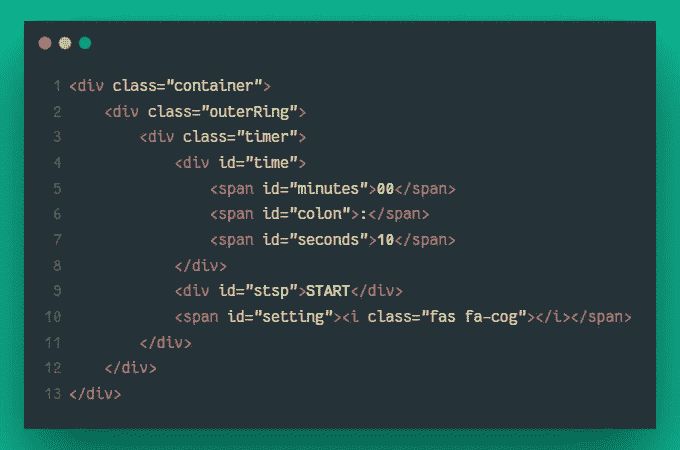 1 <div class="container">
2     <div class="outerRing">
3         <div class="timer">
4             <div id="time">
5                 <span id="minutes">00</span>
6                 <span id="colon">:</span>
7                 <span id="seconds">10</span>
8             </div>
9             <div id="stsp">START</div>
10             <span id="setting"><i class="fas fa-cog"></i></span>
11         </div>
12     </div>
13 </div>